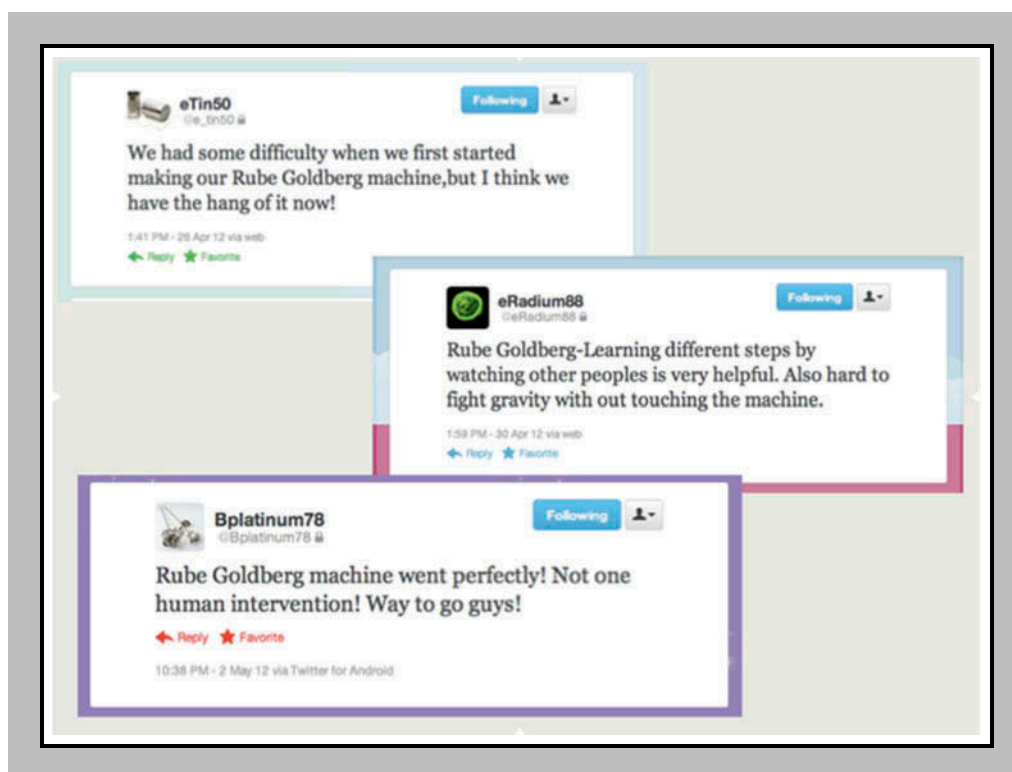 eTin50
@e_tin50
Following
We had some difficulty when we first started
making our Rube Goldberg machine,but I think we
have the hang of it now!
1:41 PM - 26 Apr 12 via web
Reply Favorite
eRadium88
@eRadium88
Following
Rube Goldberg-Learning different steps by
watching other peoples is very helpful. Also hard to
fight gravity with out touching the machine.
1:59 PM - 30 Apr 12 via web
Reply Favorite
Bplatinum78
@Bplatinum78
Following
Rube Goldberg machine went perfectly! Not one
human intervention! Way to go guys!
Reply Favorite
10:38 PM - 2 May 12 via Twitter for Android